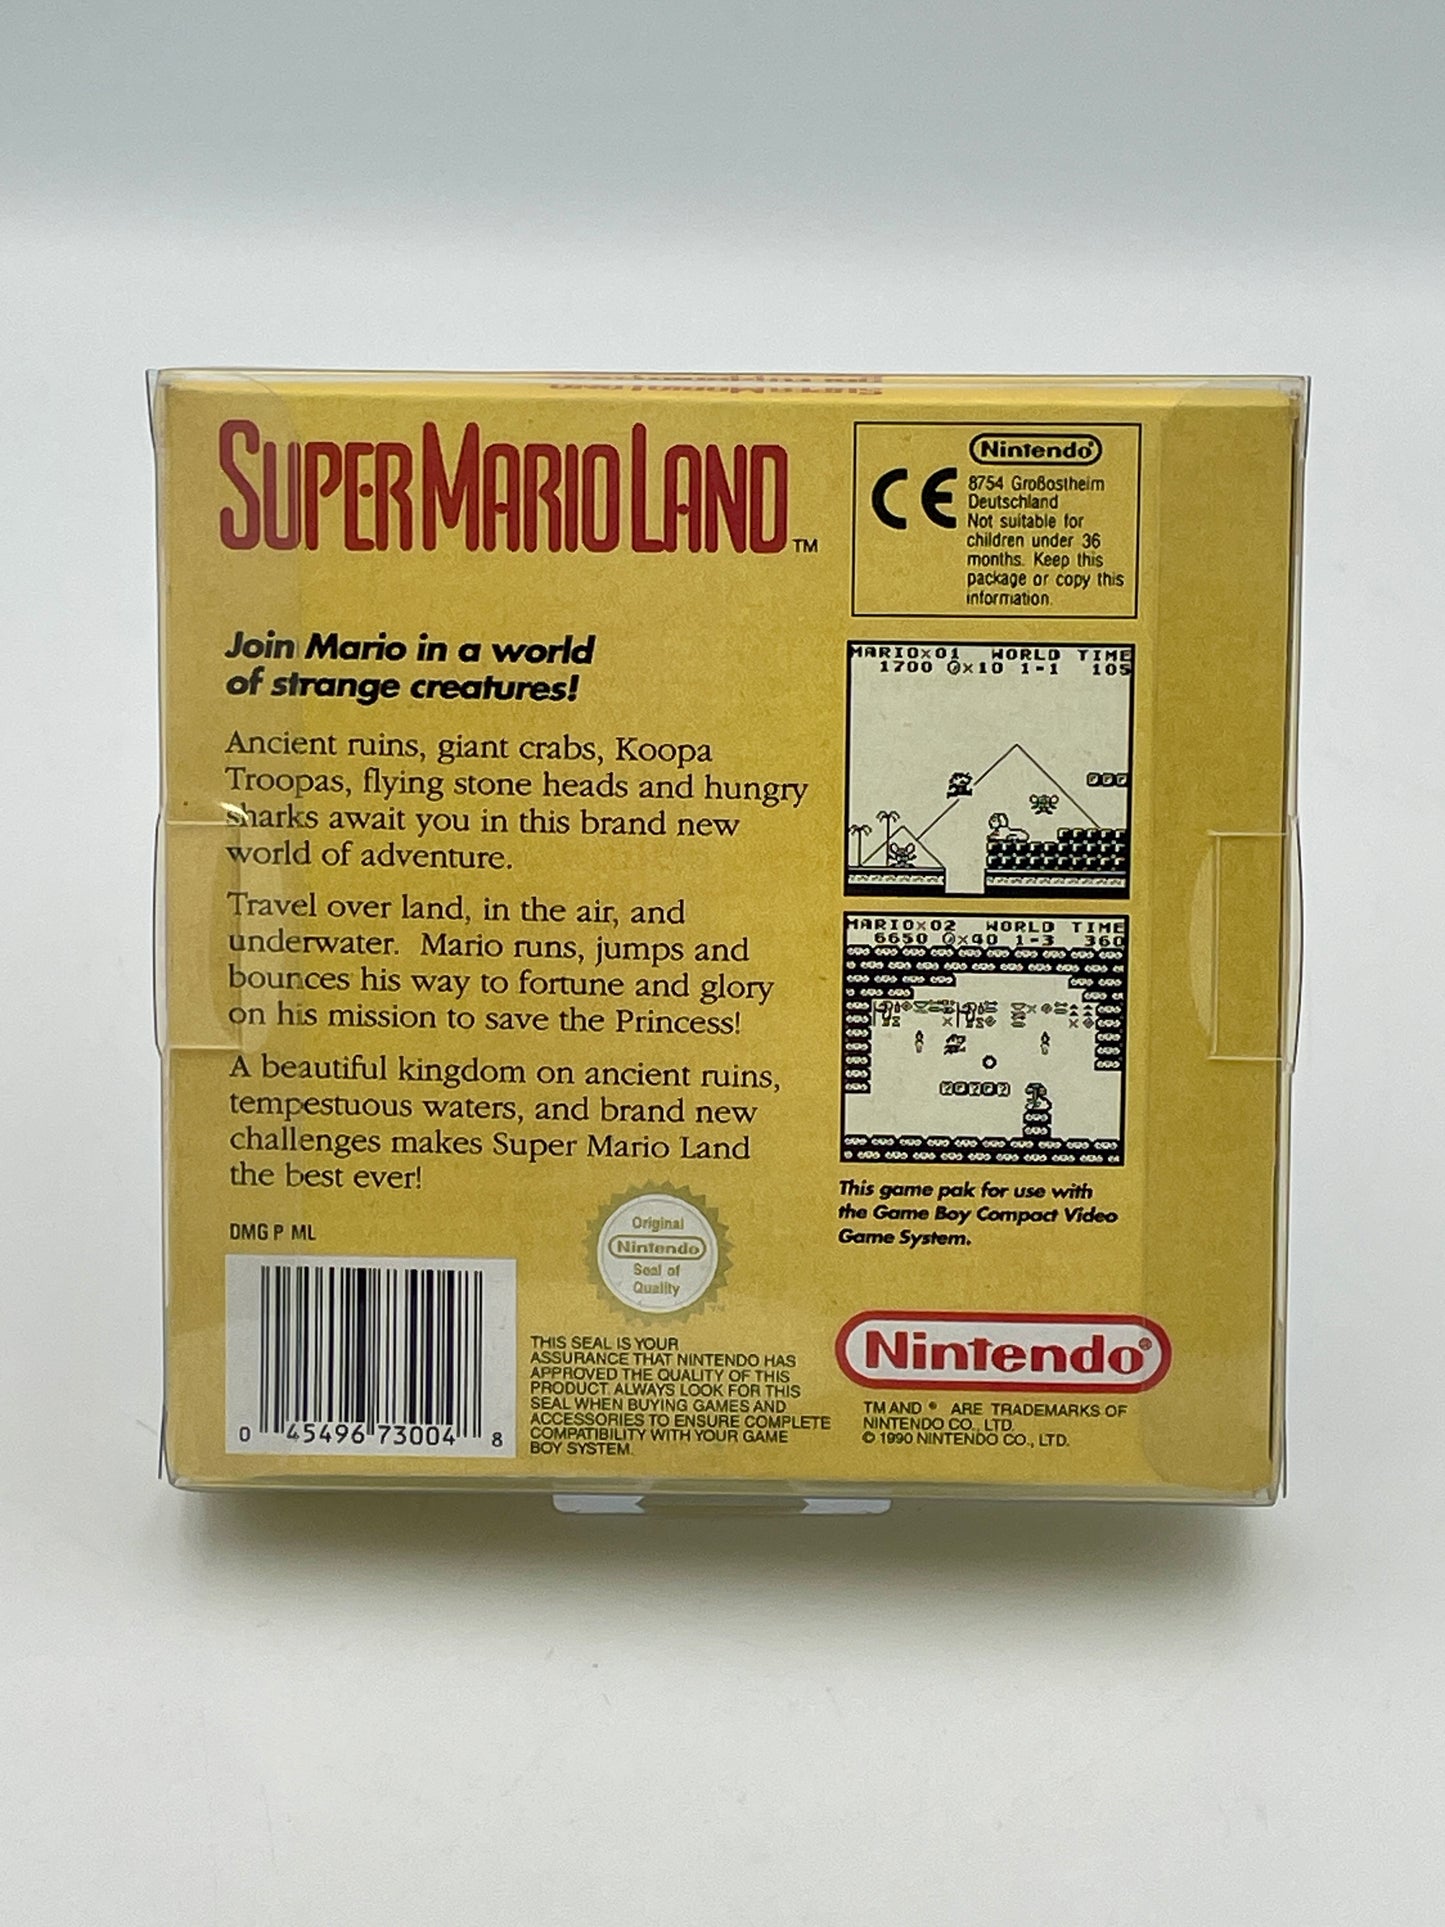 SUPER MARIO LAND™
Join Mario in a world
of strange creatures!
Ancient ruins, giant crabs, Koopa
Troopas, flying stone heads and hungry
sharks await you in this brand new
world of adventure.
Travel over land, in the air, and
underwater. Mario runs, jumps and
bounces his way to fortune and glory
on his mission to save the Princess!
A beautiful kingdom on ancient ruins,
tempestuous waters, and brand new
challenges makes Super Mario Land
the best ever!
DMG P ML
0 45496 73004 8
Original
Nintendo
Seal of
Quality
TM
THIS SEAL IS YOUR
ASSURANCE THAT NINTENDO HAS
APPROVED THE QUALITY OF THIS
PRODUCT. ALWAYS LOOK FOR THIS
SEAL WHEN BUYING GAMES AND
ACCESSORIES TO ENSURE COMPLETE
COMPATIBILITY WITH YOUR GAME
BOY SYSTEM.
Nintendo®
CE
8754 Großostheim
Deutschland
Not suitable for
children under 36
months. Keep this
package or copy this
information.
MARIO×01 WORLD TIME
1700 ×10 1-1 105
MARIO×02 WORLD TIME
6650 ×40 1-3 360
This game pak for use with
the Game Boy Compact Video
Game System.
Nintendo®
TM AND ® ARE TRADEMARKS OF
NINTENDO CO., LTD.
© 1990 NINTENDO CO., LTD.